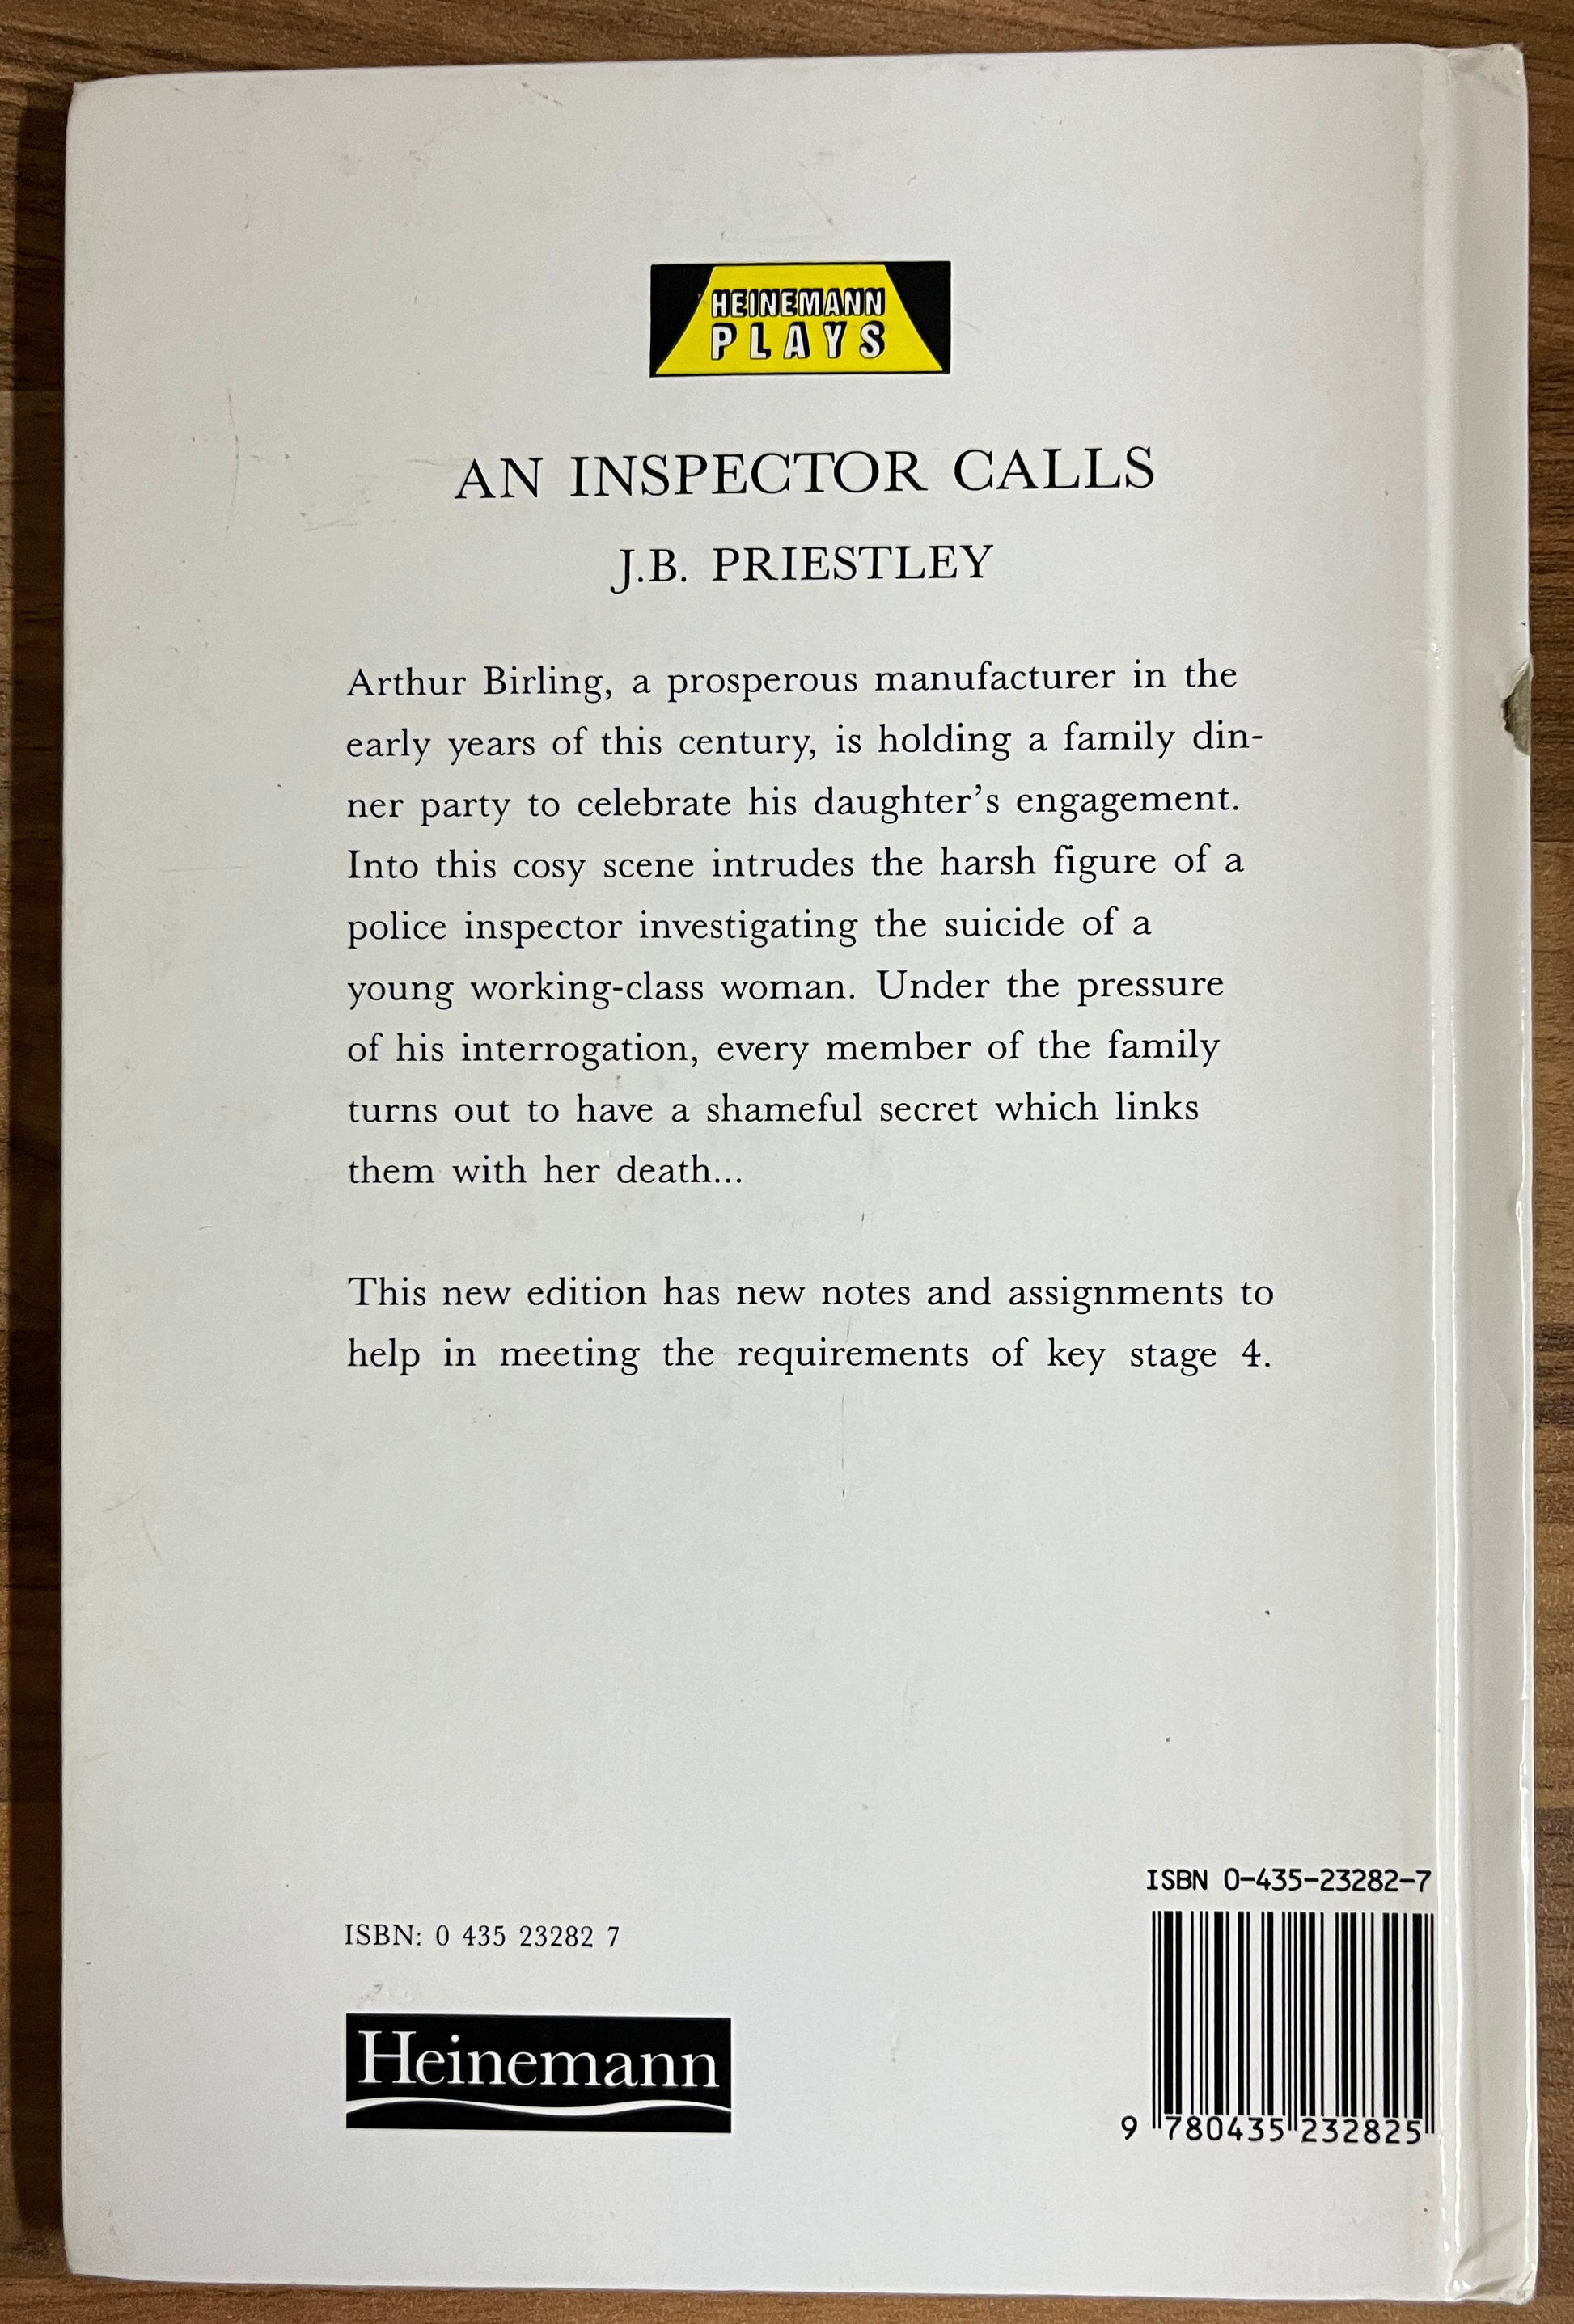 HEINEMANN
PLAYS
AN INSPECTOR CALLS
J.B. PRIESTLEY
Arthur Birling, a prosperous manufacturer in the
early years of this century, is holding a family din-
ner party to celebrate his daughter's engagement.
Into this cosy scene intrudes the harsh figure of a
police inspector investigating the suicide of a
young working-class woman. Under the pressure
of his interrogation, every member of the family
turns out to have a shameful secret which links
them with her death...
This new edition has new notes and assignments to
help in meeting the requirements of key stage 4.
ISBN: 0 435 23282 7
Heinemann
ISBN 0-435-23282-7
9 780435 232825